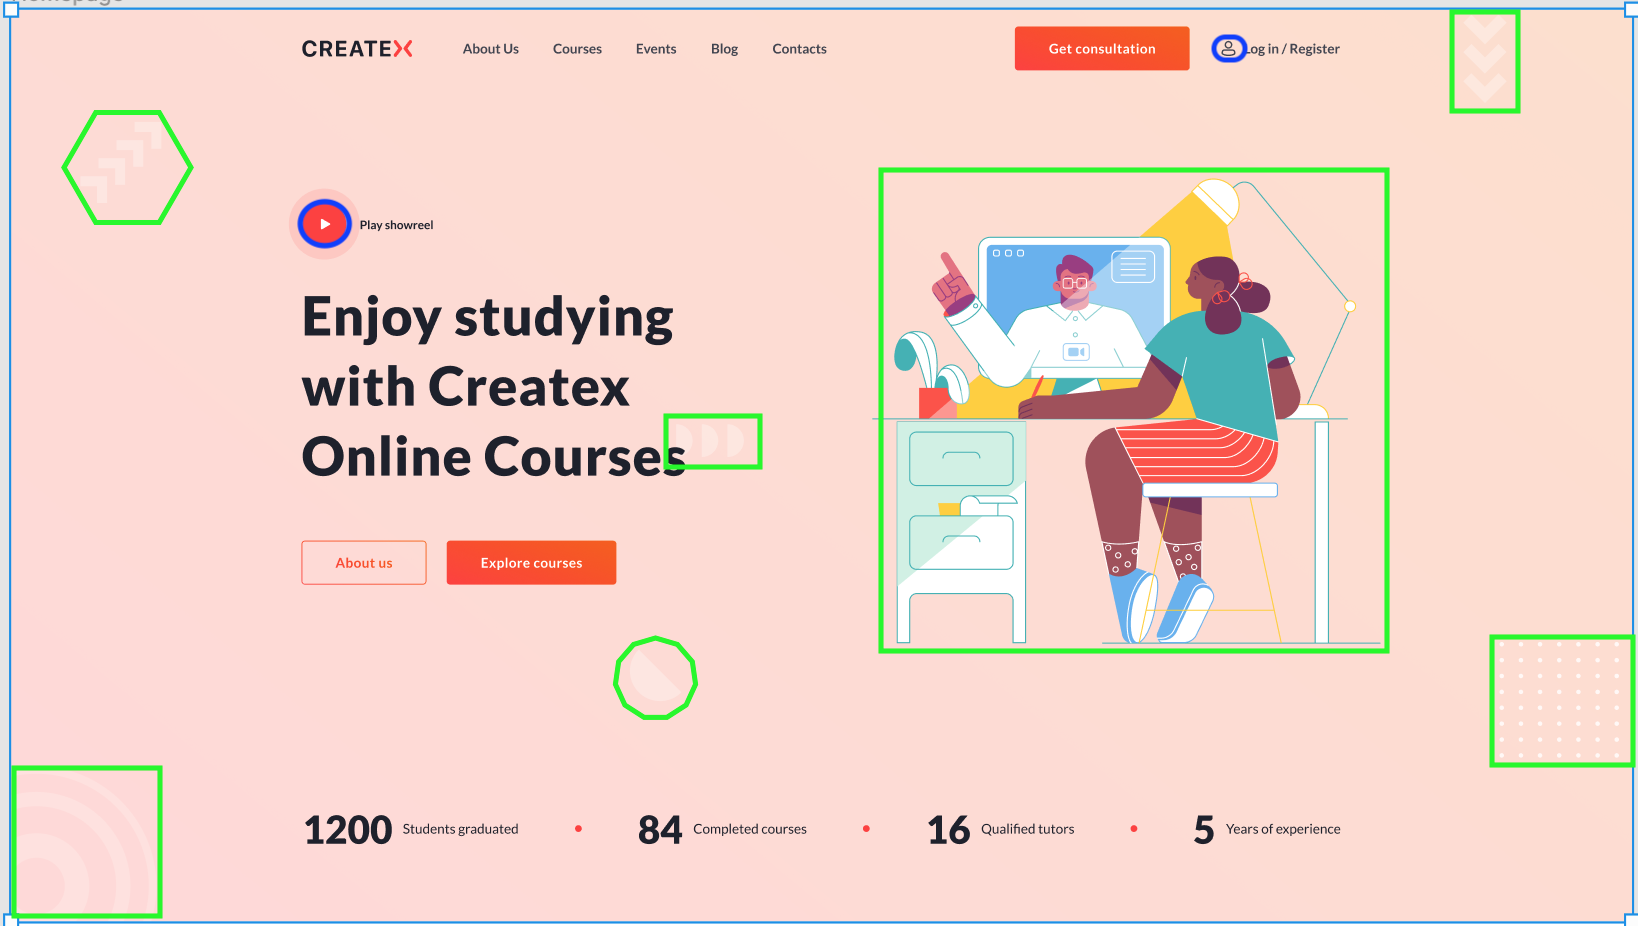 Homepage
CREATEX
About Us
Courses
Events
Blog
Contacts
Get consultation
Log in / Register
Play showreel
Enjoy studying
with Createx
Online Courses
About us
Explore courses
1200 Students graduated
84 Completed courses
16 Qualified tutors
5 Years of experience